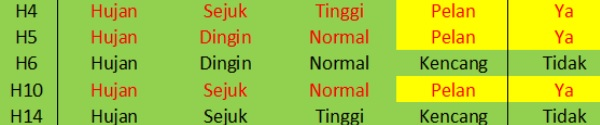 H4 Hujan Sejuk Tinggi Pelan Ya
H5 Hujan Dingin Normal Pelan Ya
H6 Hujan Dingin Normal Kencang Tidak
H10 Hujan Sejuk Normal Pelan Ya
H14 Hujan Sejuk Tinggi Kencang Tidak